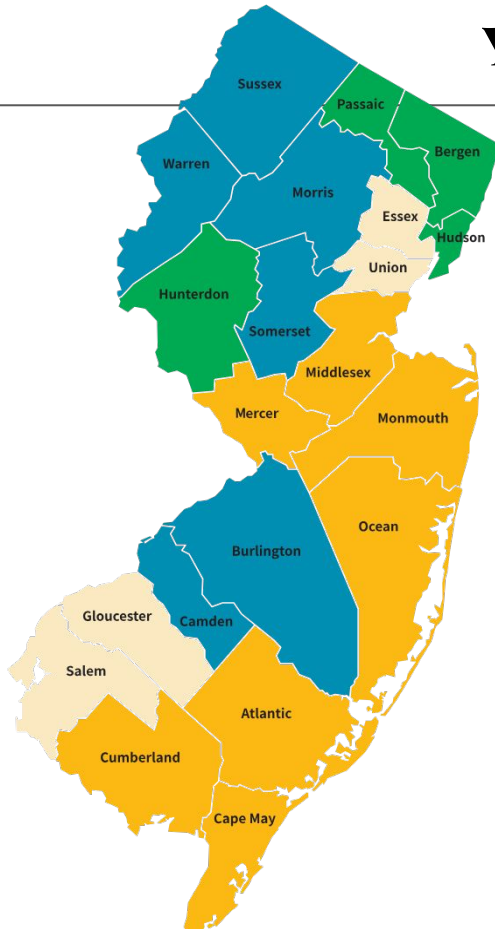 Sussex
Passaic
Bergen
Warren
Morris
Essex
Hudson
Union
Hunterdon
Somerset
Middlesex
Mercer
Monmouth
Ocean
Burlington
Gloucester
Camden
Salem
Atlantic
Cumberland
Cape May